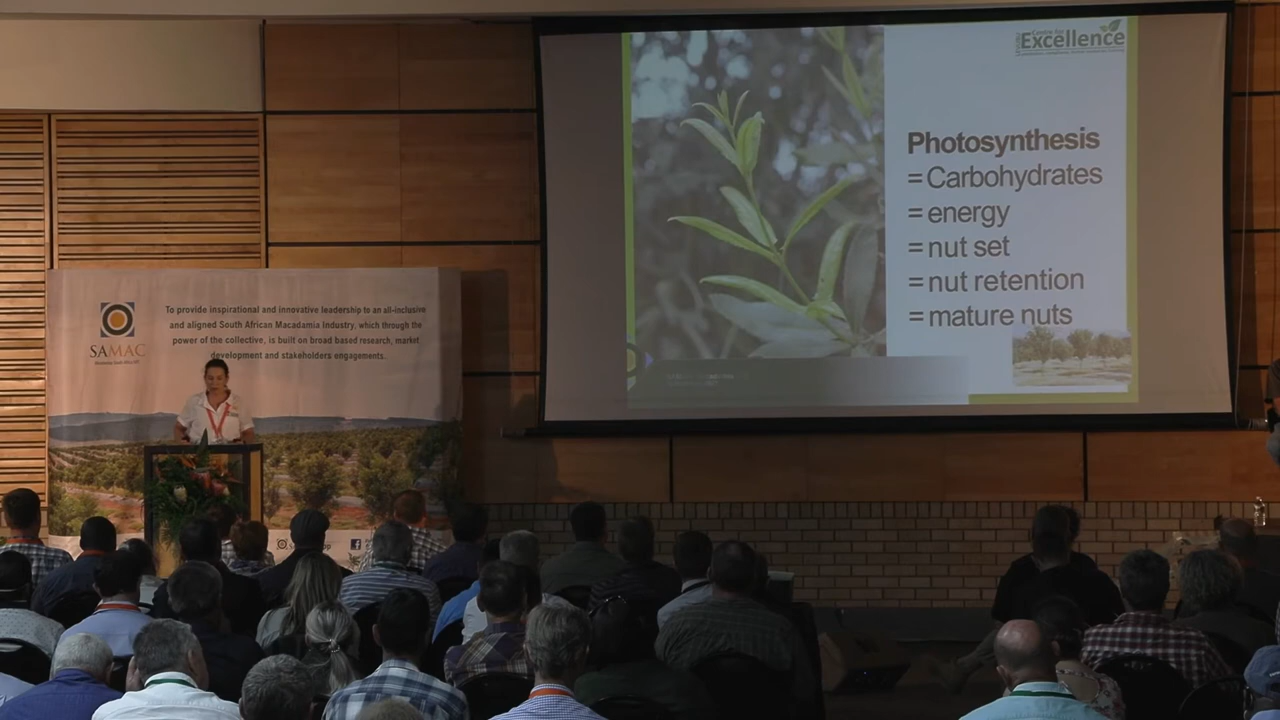 To provide inspirational and innovative leadership to an all-inclusive
and aligned South African Macadamia Industry, which through the
power of the collective, is built on broad based research, market
development and stakeholders engagements.
SAMAC
Centre for
Excellence
Photosynthesis
= Carbohydrates
= energy
= nut set
= nut retention
= mature nuts